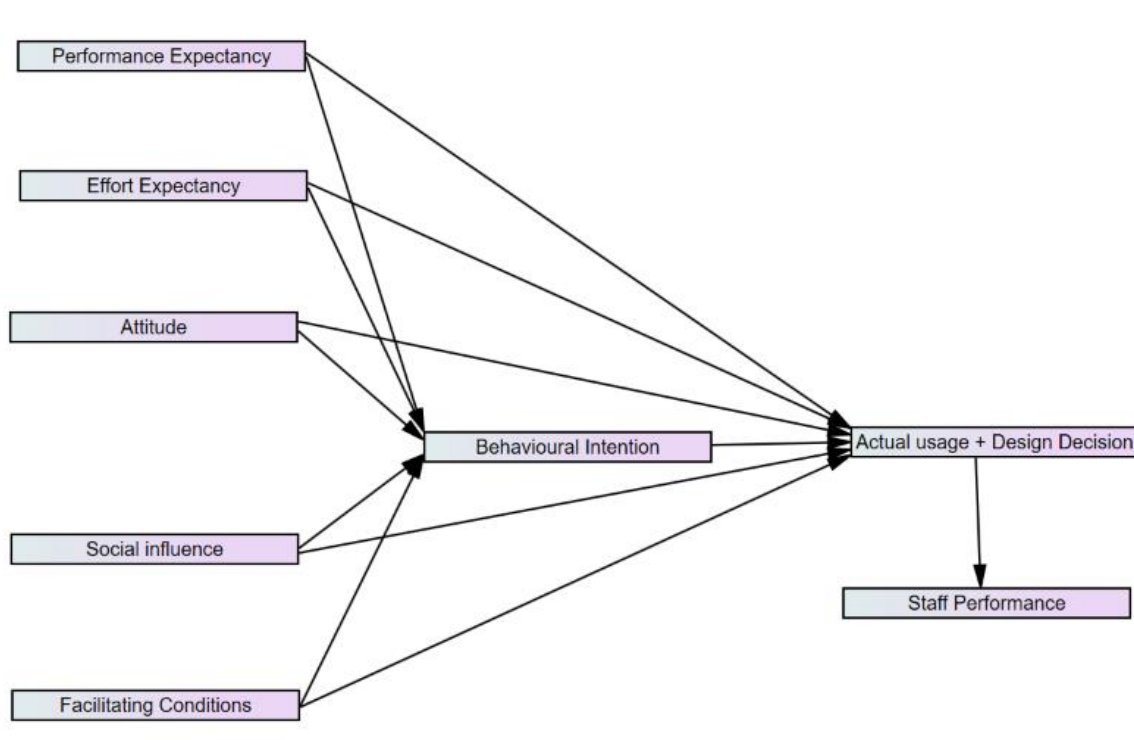 Performance Expectancy
Effort Expectancy
Attitude
Behavioural Intention
Actual usage + Design Decision
Social influence
Staff Performance
Facilitating Conditions